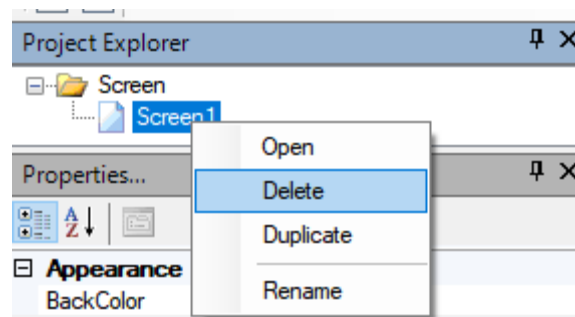 Project Explorer
Screen
Screen1
Open
Properties...
Delete
Duplicate
Appearance
Rename
BackColor